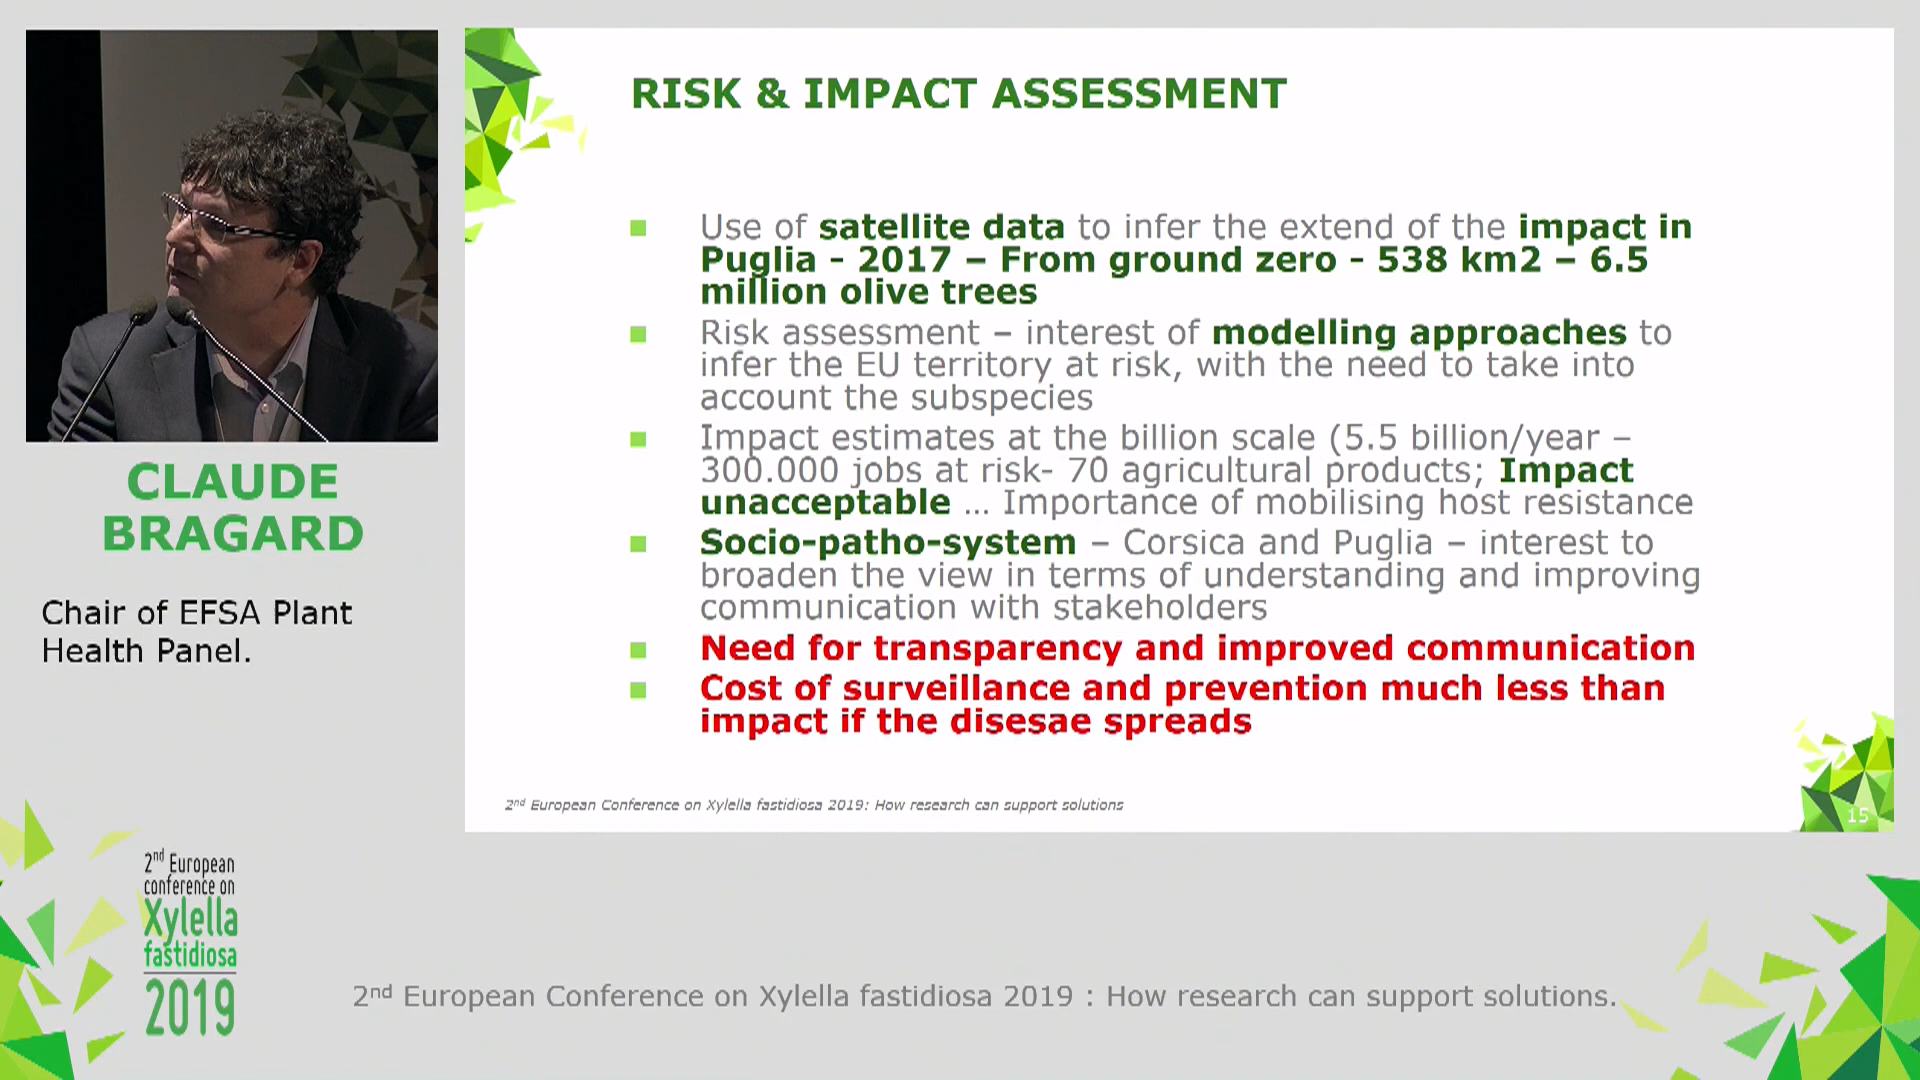 RISK & IMPACT ASSESSMENT
Use of satellite data to infer the extend of the impact in
Puglia - 2017 – From ground zero - 538 km2 – 6.5
million olive trees
Risk assessment – interest of modelling approaches to
infer the EU territory at risk, with the need to take into
account the subspecies
Impact estimates at the billion scale (5.5 billion/year –
300.000 jobs at risk- 70 agricultural products; Impact
unacceptable ... Importance of mobilising host resistance
Socio-patho-system – Corsica and Puglia – interest to
broaden the view in terms of understanding and improving
communication with stakeholders
Need for transparency and improved communication
Cost of surveillance and prevention much less than
impact if the disesae spreads
2nd European Conference on Xylella fastidiosa 2019: How research can support solutions
15
CLAUDE
BRAGARD
Chair of EFSA Plant
Health Panel.
2nd European
conference on
Xylella
fastidiosa
2019
2nd European Conference on Xylella fastidiosa 2019 : How research can support solutions.